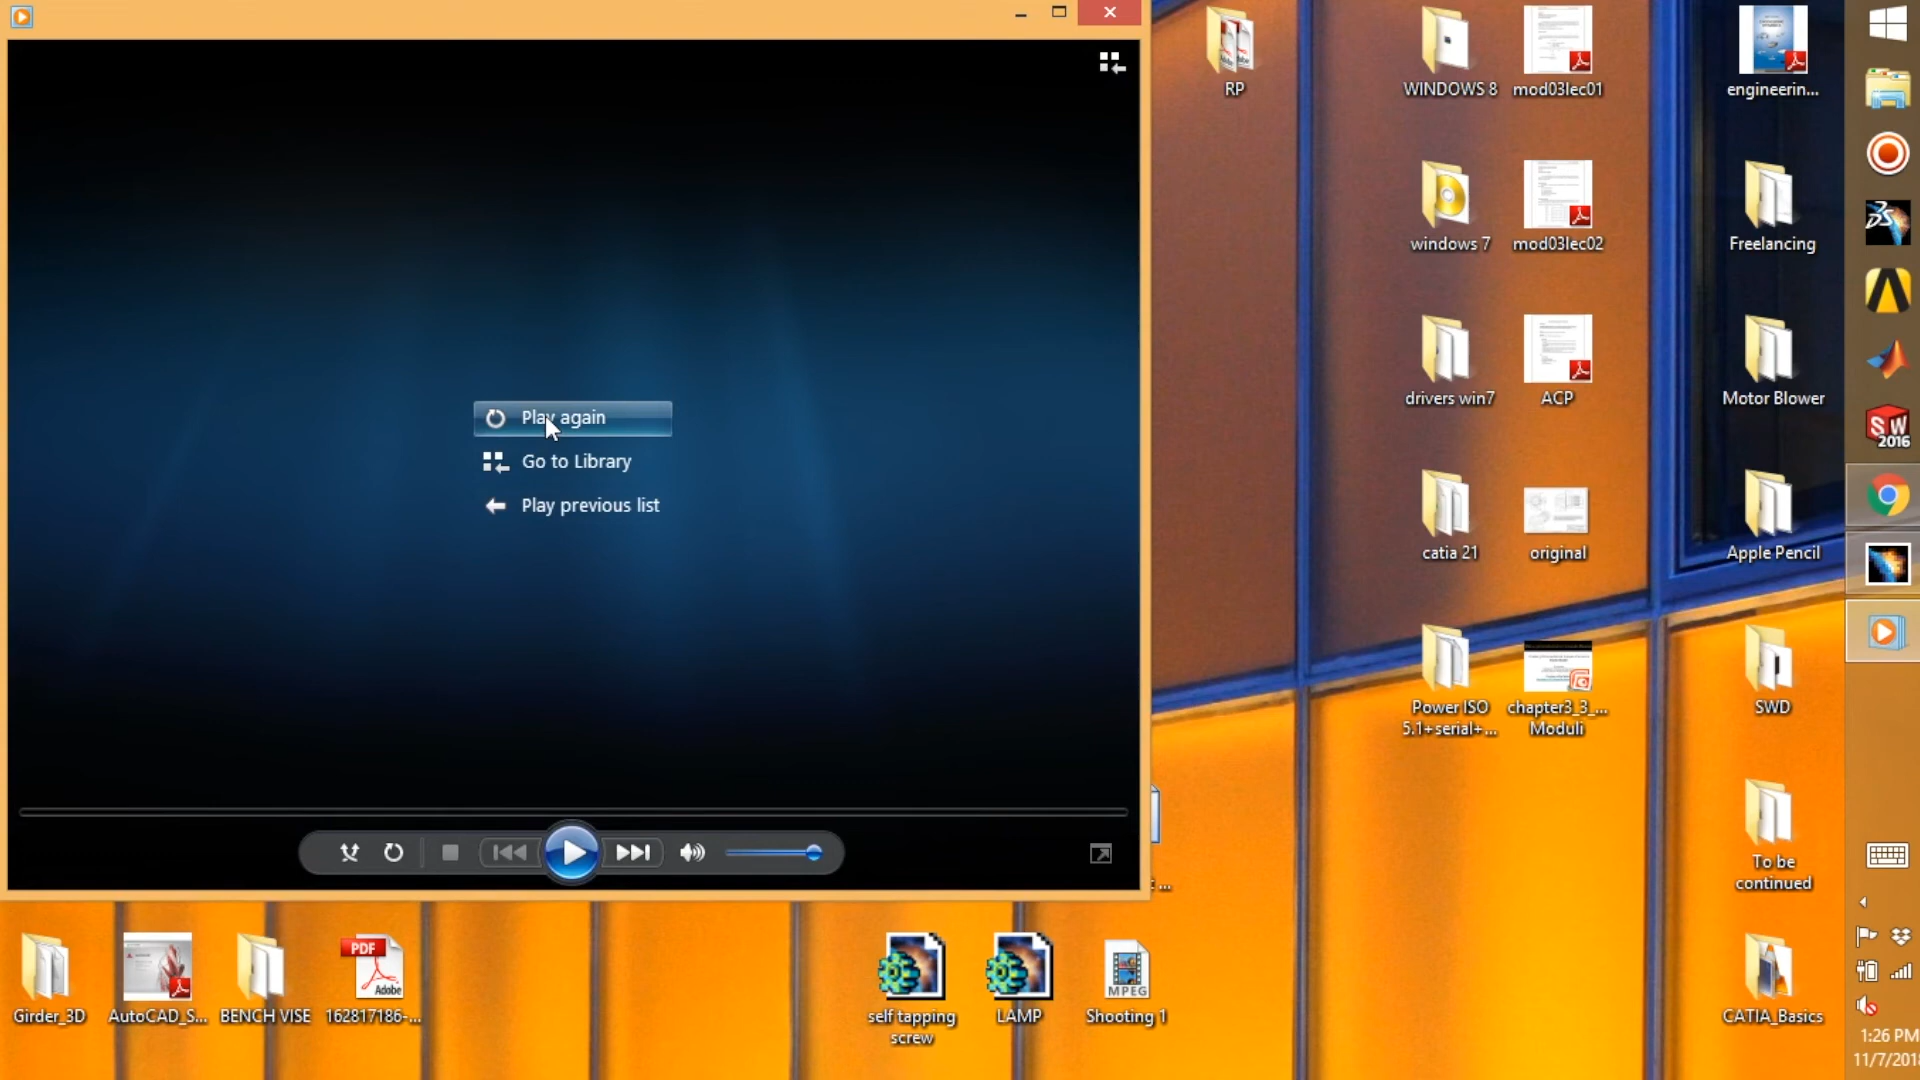 Play again
Go to Library
Play previous list
RP
WINDOWS 8
mod03lec01
engineerin...
windows 7
mod03lec02
Freelancing
drivers win7
ACP
Motor Blower
SW
2016
catia 21
original
Apple Pencil
Power ISO
5.1+serial+...
chapter3_3_...
Moduli
SWD
To be
continued
Girder_3D
AutoCAD_S...
BENCH VISE
PDF
Adobe
162817186-...
self tapping
screw
LAMP
MPEG
Shooting 1
CATIA_Basics
1:26 PM
11/7/201